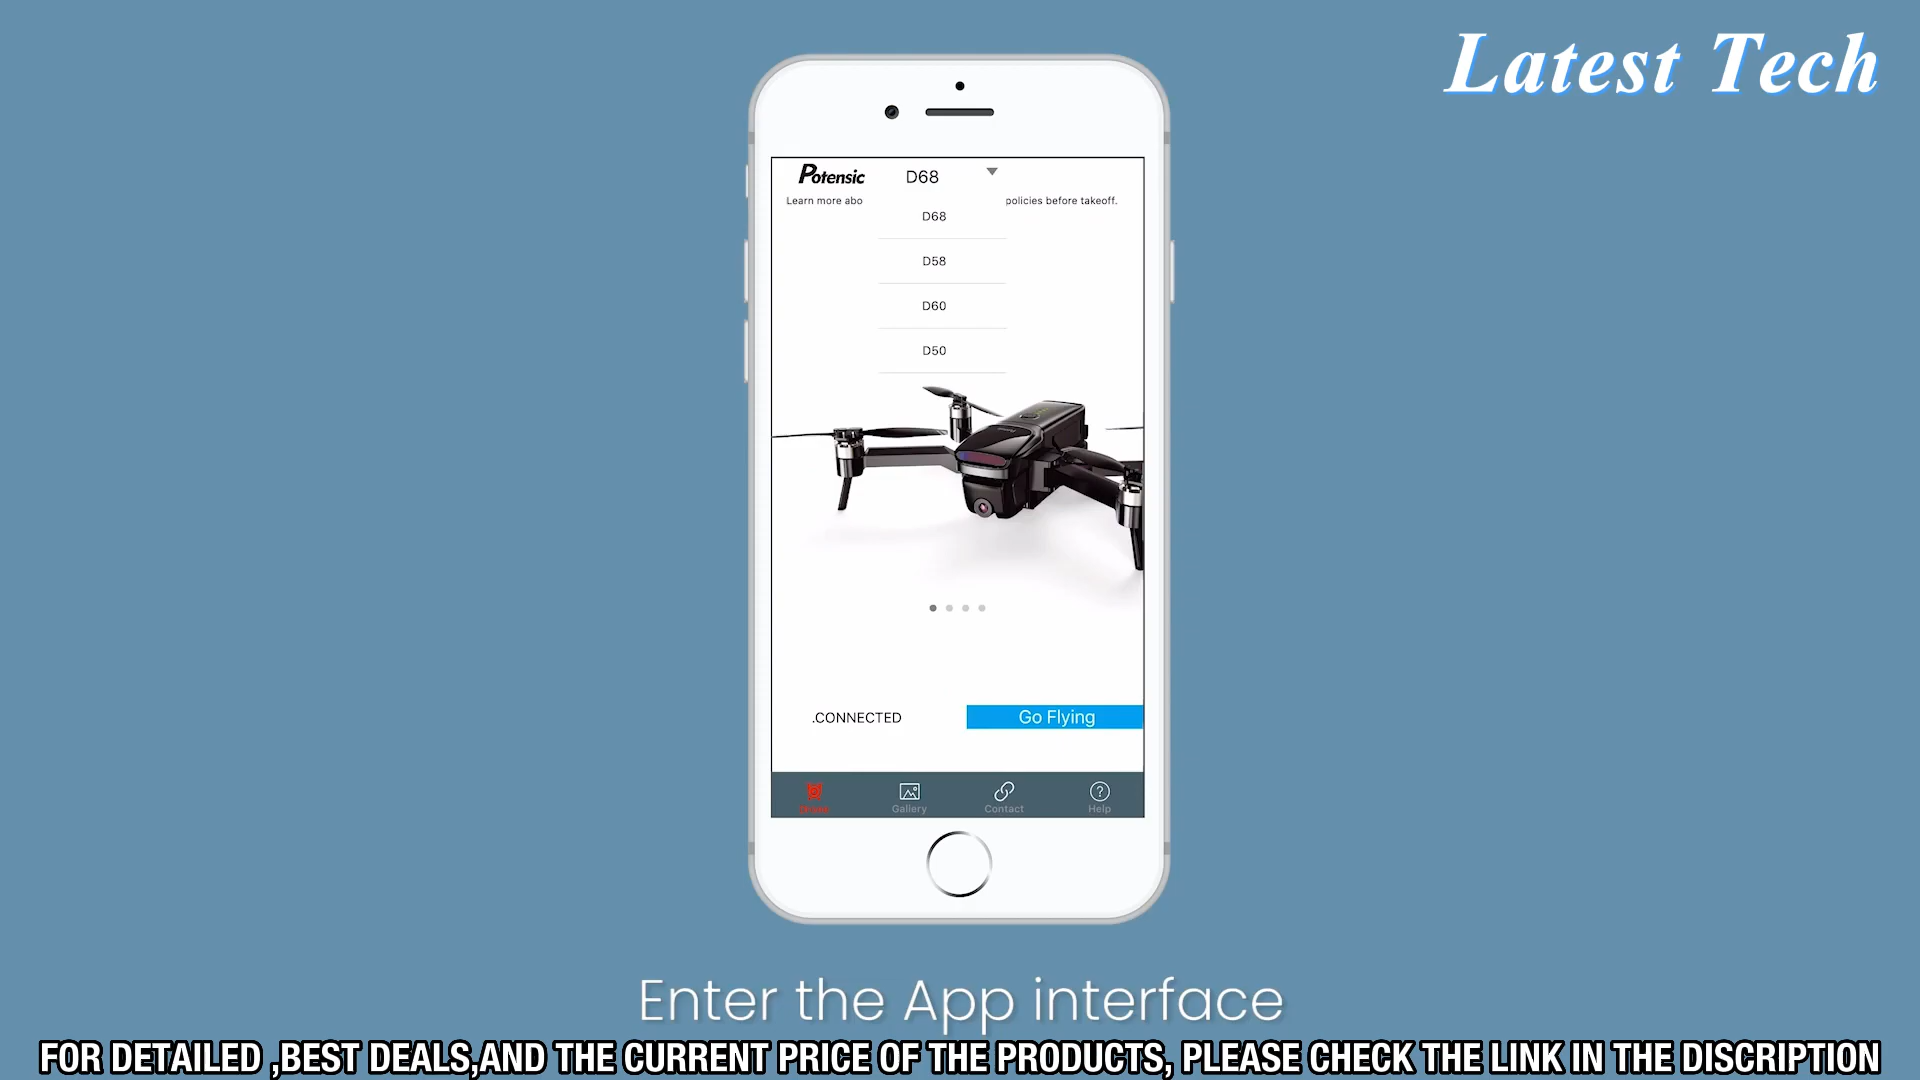 Latest Tech
Potensic D68
Learn more abo policies before takeoff.
D68
D58
D60
D50
.CONNECTED Go Flying
Gallery Contact Help
Enter the App interface
FOR DETAILED ,BEST DEALS,AND THE CURRENT PRICE OF THE PRODUCTS, PLEASE CHECK THE LINK IN THE DISCRIPTION